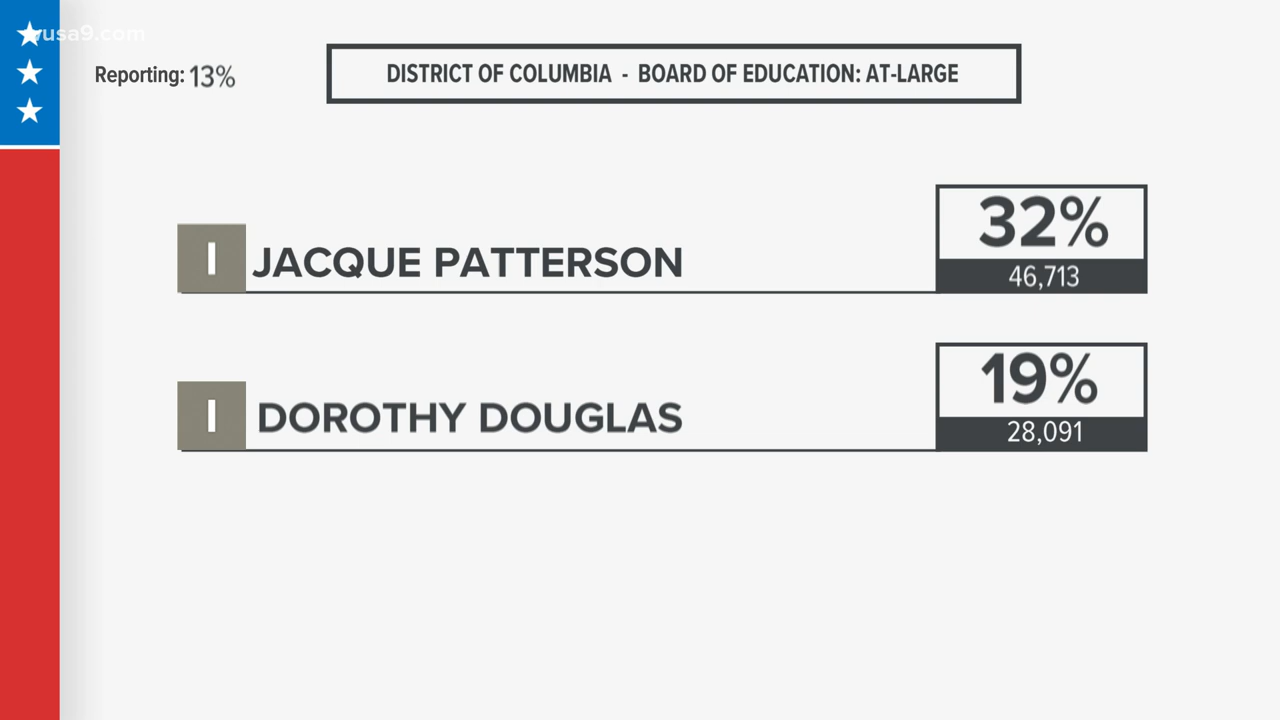 wusa9.com
Reporting: 13%
DISTRICT OF COLUMBIA - BOARD OF EDUCATION: AT-LARGE
I JACQUE PATTERSON
32%
46,713
I DOROTHY DOUGLAS
19%
28,091